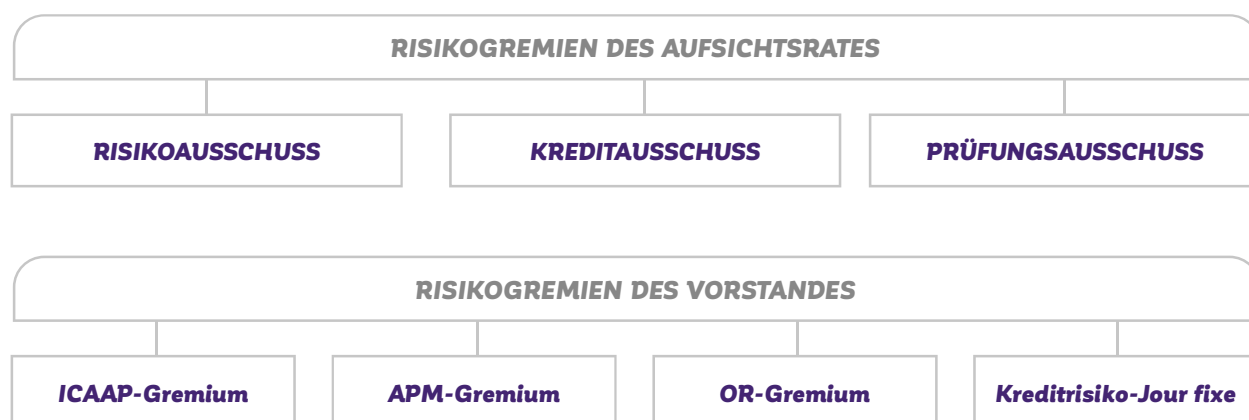 RISIKOGREMIEN DES AUFSICHTSRATES
RISIKOAUSSCHUSS
KREDITAUSSCHUSS
PRÜFUNGSAUSSCHUSS
RISIKOGREMIEN DES VORSTANDES
ICAAP-Gremium
APM-Gremium
OR-Gremium
Kreditrisiko-Jour fixe